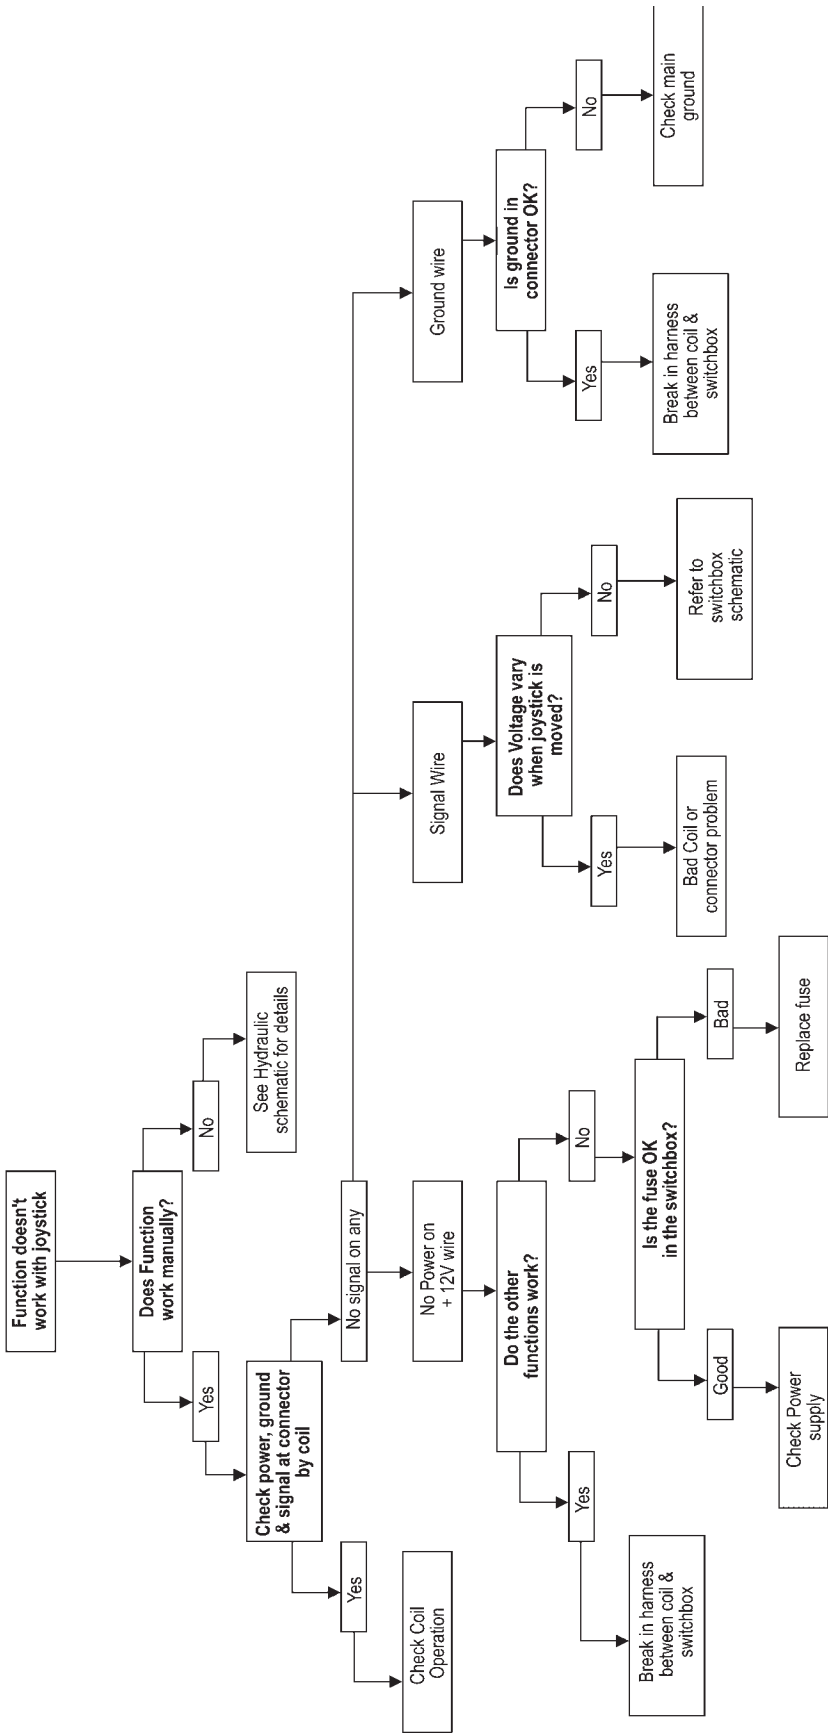 Function doesn't
work with joystick
Does Function
work manually?
Yes
No
See Hydraulic
schematic for details
Check power, ground
& signal at connector
by coil
Yes
Check Coil
Operation
No signal on any
No Power on
+ 12V wire
Do the other
functions work?
Yes
Break in harness
between coil &
switchbox
No
Is the fuse OK
in the switchbox?
Good
Check Power
supply
Bad
Replace fuse
Signal Wire
Does Voltage vary
when joystick is
moved?
Yes
Bad Coil or
connector problem
No
Refer to
switchbox
schematic
Ground wire
Is ground in
connector OK?
Yes
Break in harness
between coil &
switchbox
No
Check main
ground